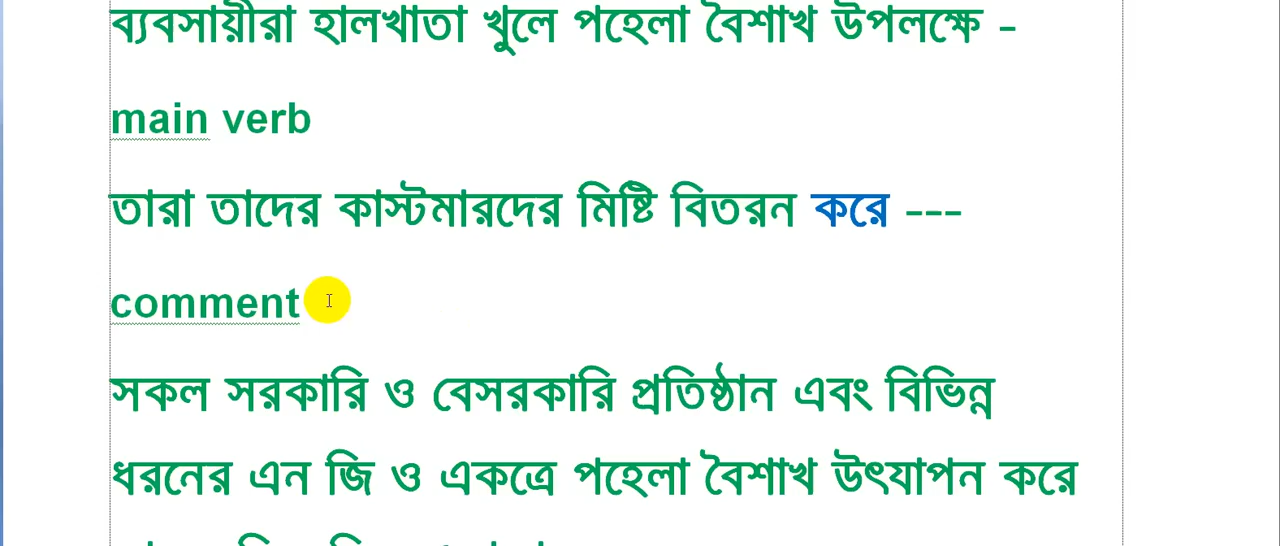 ব্যবসায়ীরা হালখাতা খুলে পহেলা বৈশাখ উপলক্ষে -
main verb
তারা তাদের কাস্টমারদের মিষ্টি বিতরন করে ---
comment
সকল সরকারি ও বেসরকারি প্রতিষ্ঠান এবং বিভিন্ন
ধরনের এন জি ও একত্রে পহেলা বৈশাখ উৎযাপন করে